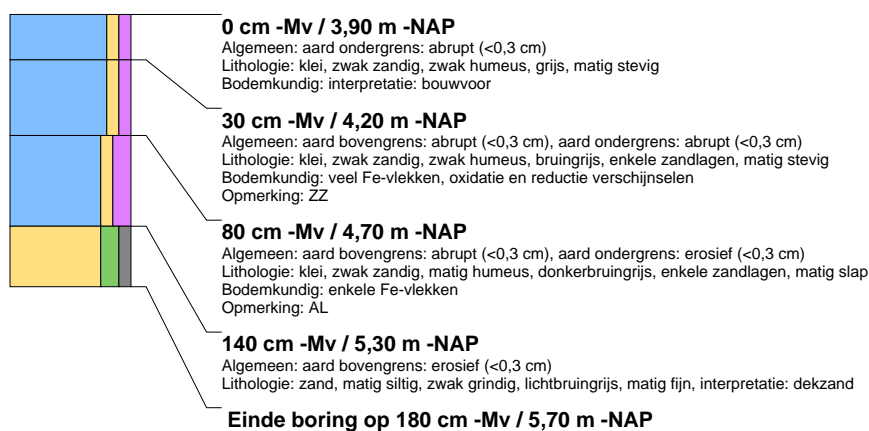 0 cm -Mv / 3,90 m -NAP
Algemeen: aard ondergrens: abrupt (<0,3 cm)
Lithologie: klei, zwak zandig, zwak humeus, grijs, matig stevig
Bodemkundig: interpretatie: bouwvoor
30 cm -Mv / 4,20 m -NAP
Algemeen: aard bovengrens: abrupt (<0,3 cm), aard ondergrens: abrupt (<0,3 cm)
Lithologie: klei, zwak zandig, zwak humeus, bruingrijs, enkele zandlagen, matig stevig
Bodemkundig: veel Fe-vlekken, oxidatie en reductie verschijnselen
Opmerking: ZZ
80 cm -Mv / 4,70 m -NAP
Algemeen: aard bovengrens: abrupt (<0,3 cm), aard ondergrens: erosief (<0,3 cm)
Lithologie: klei, zwak zandig, matig humeus, donkerbruingrijs, enkele zandlagen, matig slap
Bodemkundig: enkele Fe-vlekken
Opmerking: AL
140 cm -Mv / 5,30 m -NAP
Algemeen: aard bovengrens: erosief (<0,3 cm)
Lithologie: zand, matig siltig, zwak grindig, lichtbruingrijs, matig fijn, interpretatie: dekzand
Einde boring op 180 cm -Mv / 5,70 m -NAP